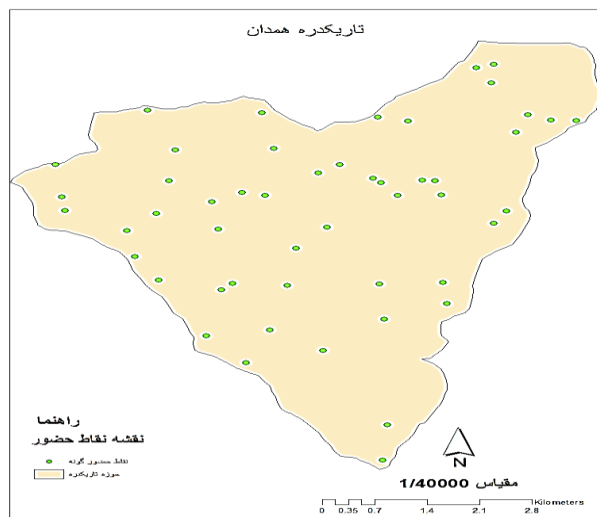 تاریکدره همدان
راهنما
نقشه نقاط حضور
نقاط حضور گونه
حوزه تاریکدره
N
مقیاس 1/40000
Kilometers
0 0.35 0.7 1.4 2.1 2.8